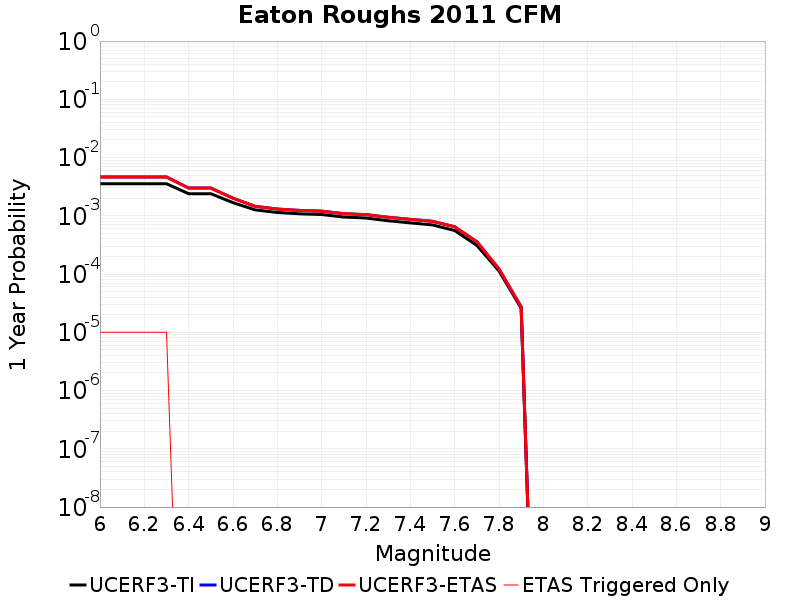 Eaton Roughs 2011 CFM
10^0
10^-1
10^-2
10^-3
10^-4
10^-5
10^-6
10^-7
10^-8
1 Year Probability
6 6.2 6.4 6.6 6.8 7 7.2 7.4 7.6 7.8 8 8.2 8.4 8.6 8.8 9
Magnitude
UCERF3-TI UCERF3-TD UCERF3-ETAS ETAS Triggered Only